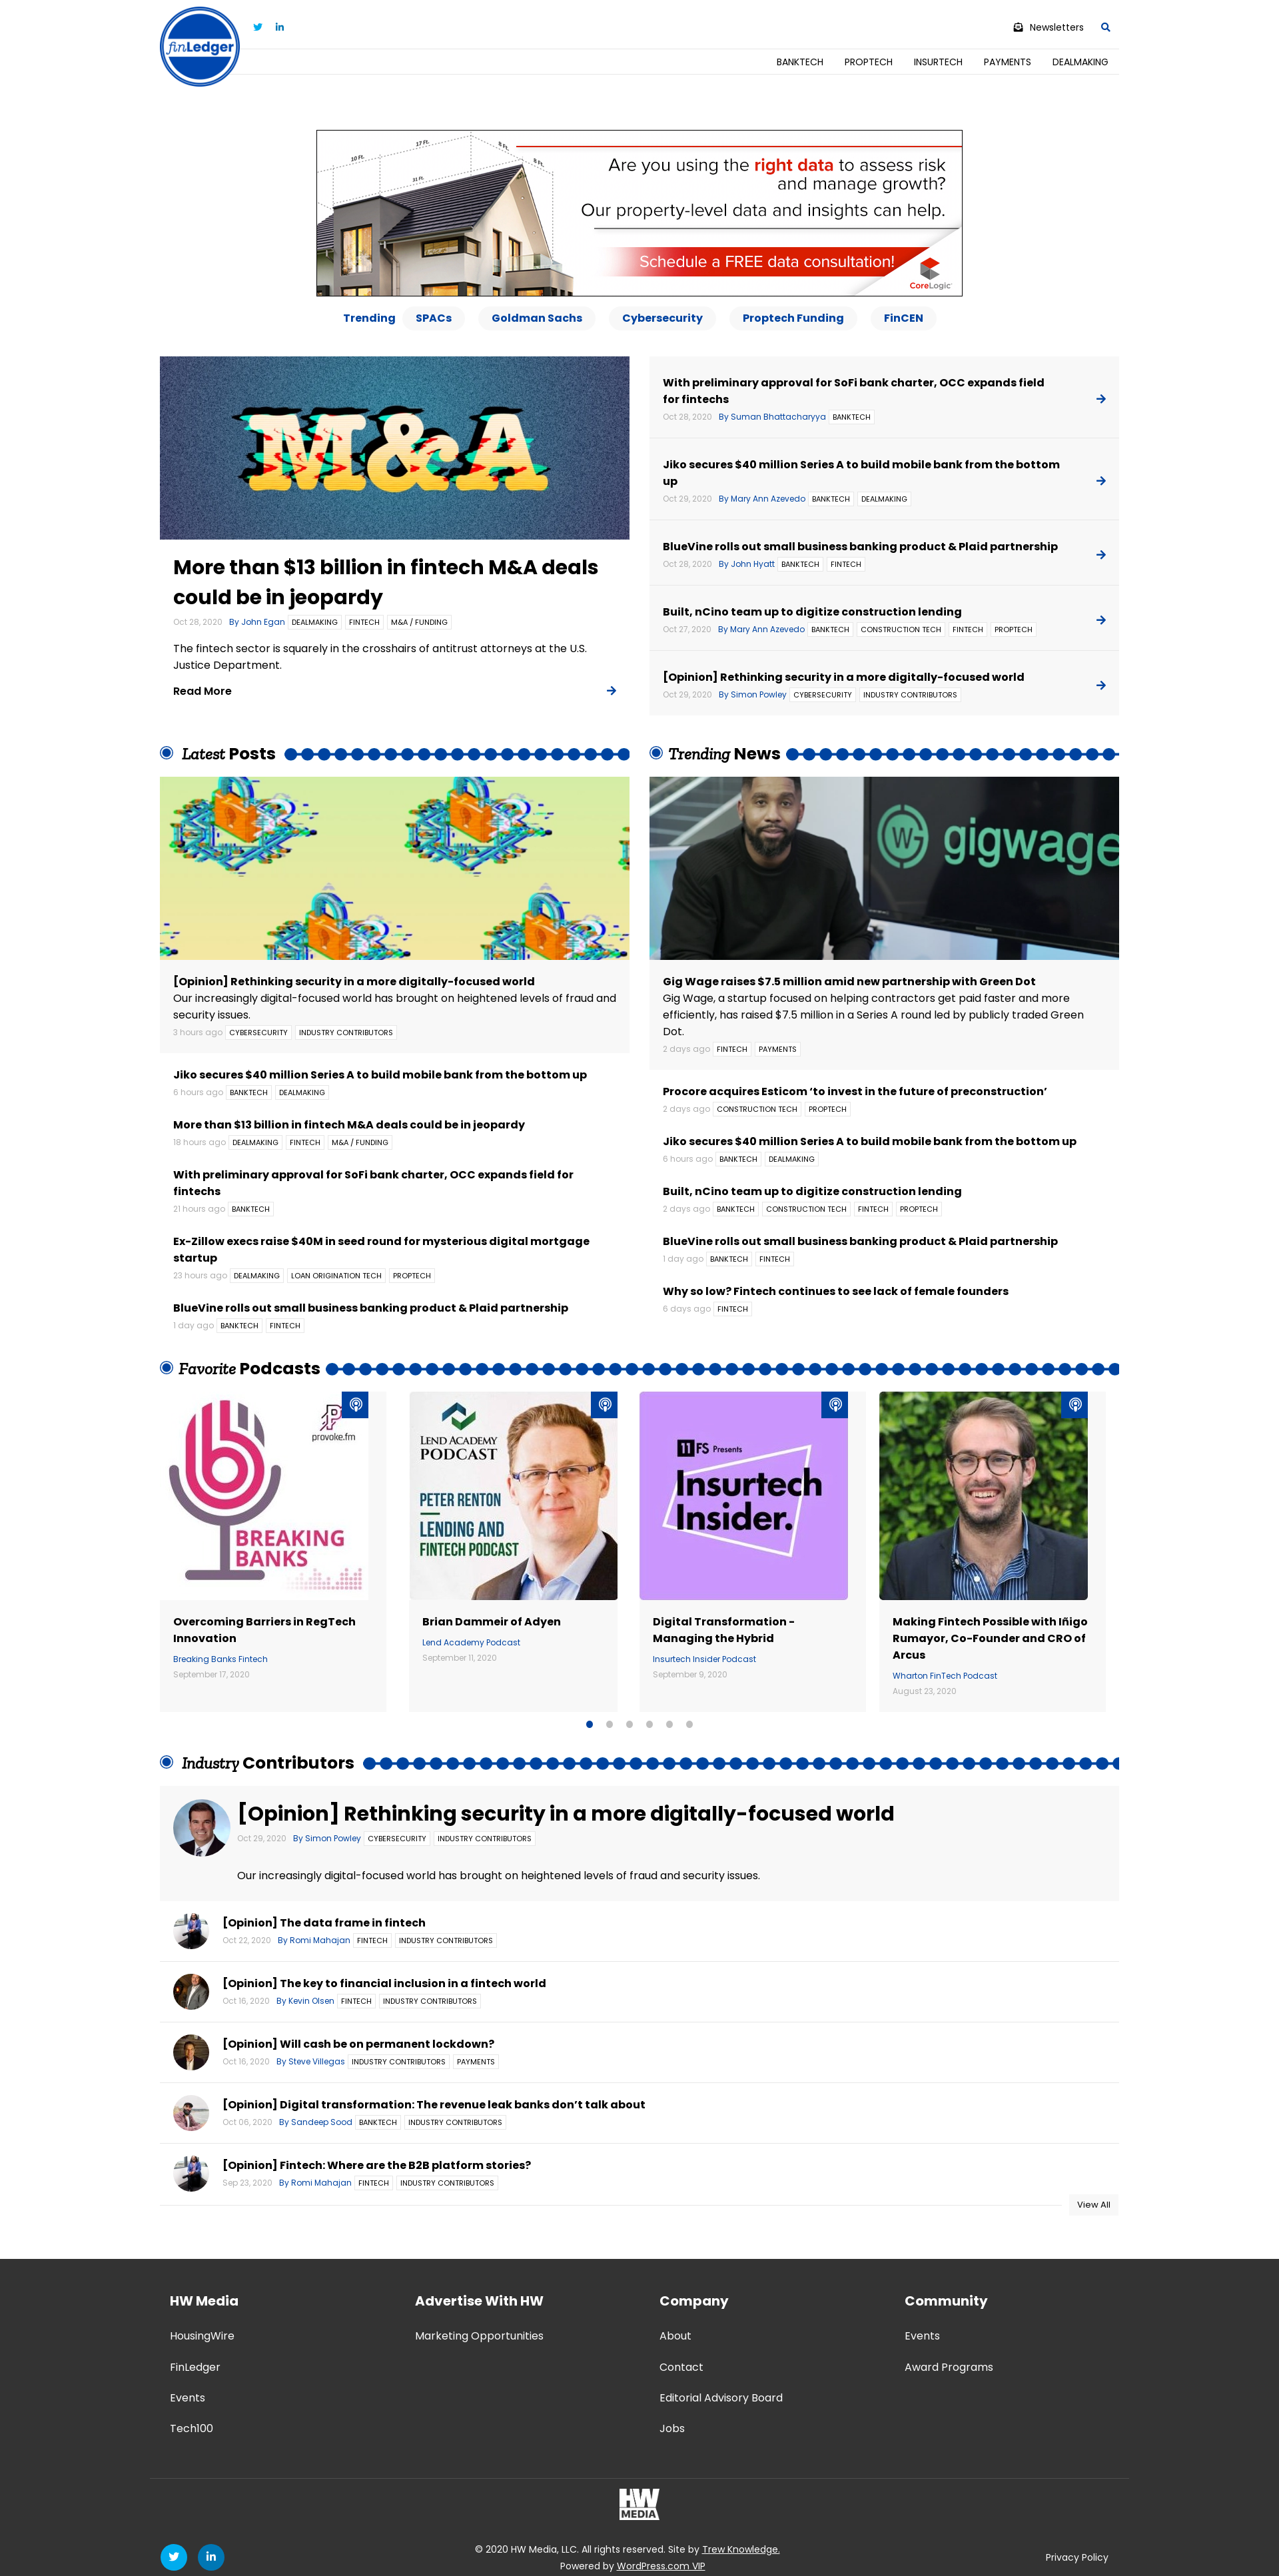 finLedger
Newsletters
BANKTECH PROPTECH INSURTECH PAYMENTS DEALMAKING
10 Ft.
17 Ft.
31 Ft.
8 Ft.
8 Ft.
Are you using the right data to assess risk
and manage growth?
Our property-level data and insights can help.
Schedule a FREE data consultation!
CoreLogic
Trending SPACs Goldman Sachs Cybersecurity Proptech Funding FinCEN
M&A
More than $13 billion in fintech M&A deals
could be in jeopardy
Oct 28, 2020 By John Egan DEALMAKING FINTECH M&A / FUNDING
The fintech sector is squarely in the crosshairs of antitrust attorneys at the U.S.
Justice Department.
Read More
With preliminary approval for SoFi bank charter, OCC expands field
for fintechs
Oct 28, 2020 By Suman Bhattacharyya BANKTECH
Jiko secures $40 million Series A to build mobile bank from the bottom
up
Oct 29, 2020 By Mary Ann Azevedo BANKTECH DEALMAKING
BlueVine rolls out small business banking product & Plaid partnership
Oct 28, 2020 By John Hyatt BANKTECH FINTECH
Built, nCino team up to digitize construction lending
Oct 27, 2020 By Mary Ann Azevedo BANKTECH CONSTRUCTION TECH FINTECH PROPTECH
[Opinion] Rethinking security in a more digitally-focused world
Oct 29, 2020 By Simon Powley CYBERSECURITY INDUSTRY CONTRIBUTORS
Latest Posts
[Opinion] Rethinking security in a more digitally-focused world
Our increasingly digital-focused world has brought on heightened levels of fraud and
security issues.
3 hours ago CYBERSECURITY INDUSTRY CONTRIBUTORS
Jiko secures $40 million Series A to build mobile bank from the bottom up
6 hours ago BANKTECH DEALMAKING
More than $13 billion in fintech M&A deals could be in jeopardy
18 hours ago DEALMAKING FINTECH M&A / FUNDING
With preliminary approval for SoFi bank charter, OCC expands field for
fintechs
21 hours ago BANKTECH
Ex-Zillow execs raise $40M in seed round for mysterious digital mortgage
startup
23 hours ago DEALMAKING LOAN ORIGINATION TECH PROPTECH
BlueVine rolls out small business banking product & Plaid partnership
1 day ago BANKTECH FINTECH
Trending News
gigwage
Gig Wage raises $7.5 million amid new partnership with Green Dot
Gig Wage, a startup focused on helping contractors get paid faster and more
efficiently, has raised $7.5 million in a Series A round led by publicly traded Green
Dot.
2 days ago FINTECH PAYMENTS
Procore acquires Esticom ‘to invest in the future of preconstruction’
2 days ago CONSTRUCTION TECH PROPTECH
Jiko secures $40 million Series A to build mobile bank from the bottom up
6 hours ago BANKTECH DEALMAKING
Built, nCino team up to digitize construction lending
2 days ago BANKTECH CONSTRUCTION TECH FINTECH PROPTECH
BlueVine rolls out small business banking product & Plaid partnership
1 day ago BANKTECH FINTECH
Why so low? Fintech continues to see lack of female founders
6 days ago FINTECH
Favorite Podcasts
provoke.fm
BREAKING
BANKS
Overcoming Barriers in RegTech
Innovation
Breaking Banks Fintech
September 17, 2020
LEND ACADEMY
PODCAST
PETER RENTON
LENDING AND
FINTECH PODCAST
Brian Dammeir of Adyen
Lend Academy Podcast
September 11, 2020
11:FS Presents
Insurtech
Insider.
Digital Transformation -
Managing the Hybrid
Insurtech Insider Podcast
September 9, 2020
Making Fintech Possible with Iñigo
Rumayor, Co-Founder and CRO of
Arcus
Wharton FinTech Podcast
August 23, 2020
Industry Contributors
[Opinion] Rethinking security in a more digitally-focused world
Oct 29, 2020 By Simon Powley CYBERSECURITY INDUSTRY CONTRIBUTORS
Our increasingly digital-focused world has brought on heightened levels of fraud and security issues.
[Opinion] The data frame in fintech
Oct 22, 2020 By Romi Mahajan FINTECH INDUSTRY CONTRIBUTORS
[Opinion] The key to financial inclusion in a fintech world
Oct 16, 2020 By Kevin Olsen FINTECH INDUSTRY CONTRIBUTORS
[Opinion] Will cash be on permanent lockdown?
Oct 16, 2020 By Steve Villegas INDUSTRY CONTRIBUTORS PAYMENTS
[Opinion] Digital transformation: The revenue leak banks don’t talk about
Oct 06, 2020 By Sandeep Sood BANKTECH INDUSTRY CONTRIBUTORS
[Opinion] Fintech: Where are the B2B platform stories?
Sep 23, 2020 By Romi Mahajan FINTECH INDUSTRY CONTRIBUTORS
View All
HW Media
HousingWire
FinLedger
Events
Tech100
Advertise With HW
Marketing Opportunities
Company
About
Contact
Editorial Advisory Board
Jobs
Community
Events
Award Programs
HW
MEDIA
© 2020 HW Media, LLC. All rights reserved. Site by Trew Knowledge.
Powered by WordPress.com VIP
Privacy Policy